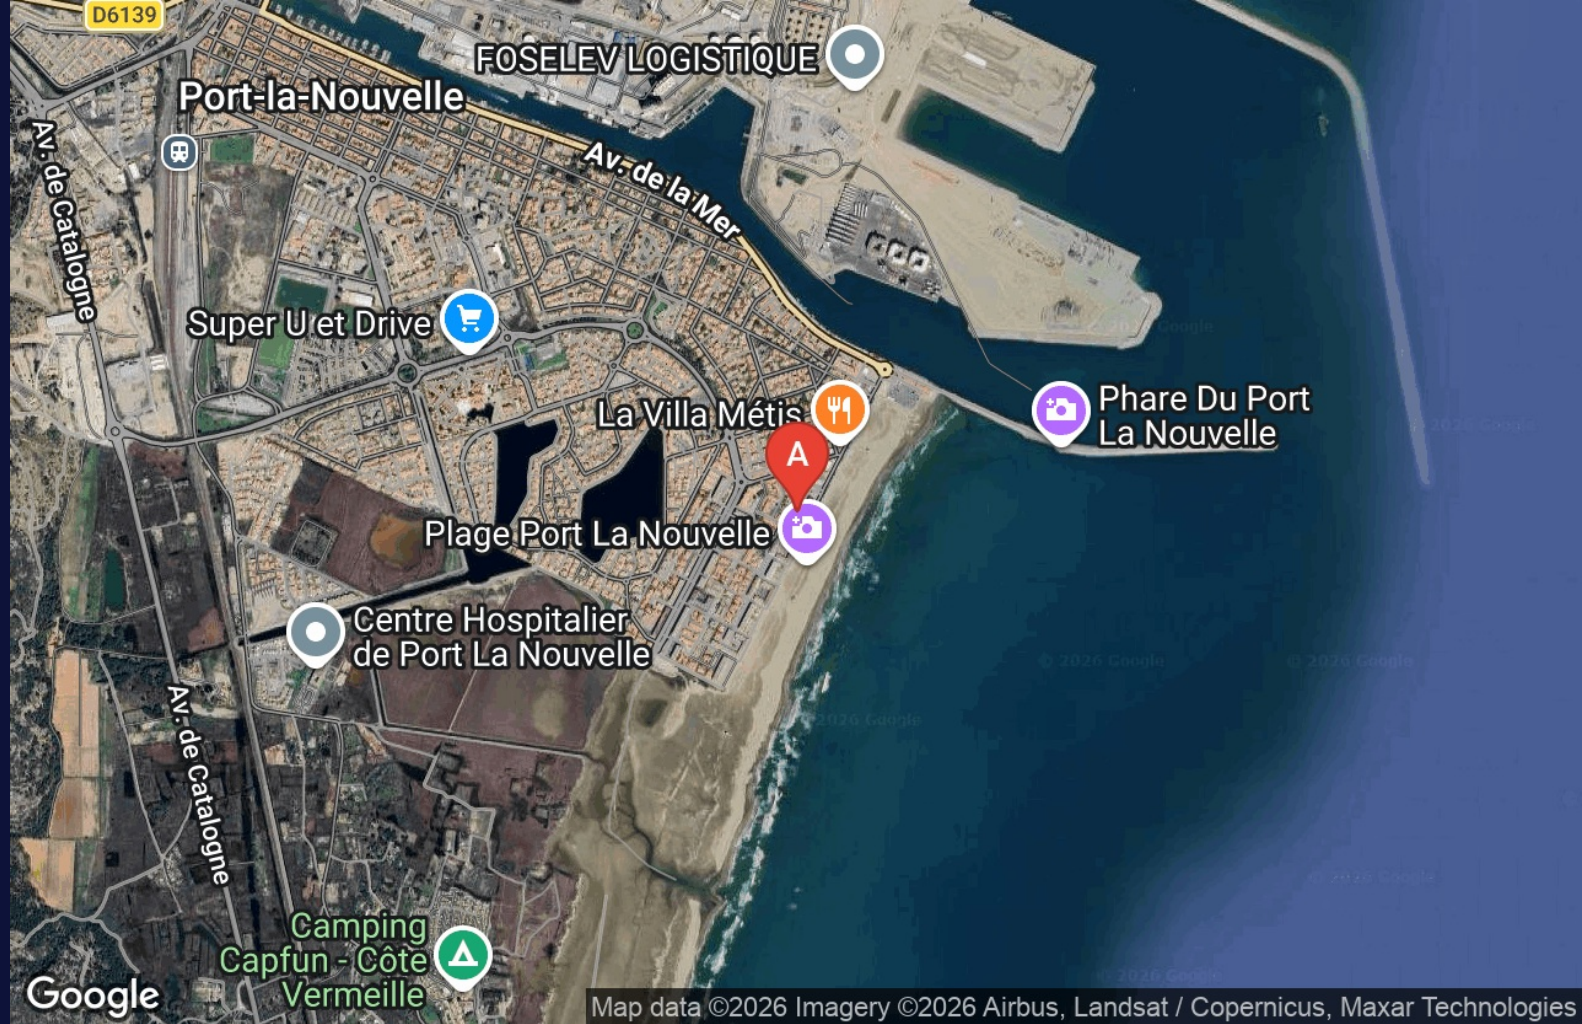 D6139
FOSELEV LOGISTIQUE
Port-la-Nouvelle
Av. de Catalogne
Av. de la Mer
Super U et Drive
La Villa Métis
Phare Du Port
La Nouvelle
A
Plage Port La Nouvelle
Centre Hospitalier
de Port La Nouvelle
Av. de Catalogne
Camping
Capfun - Côte
Vermeille
Google
Map data ©2026 Imagery ©2026 Airbus, Landsat / Copernicus, Maxar Technologies